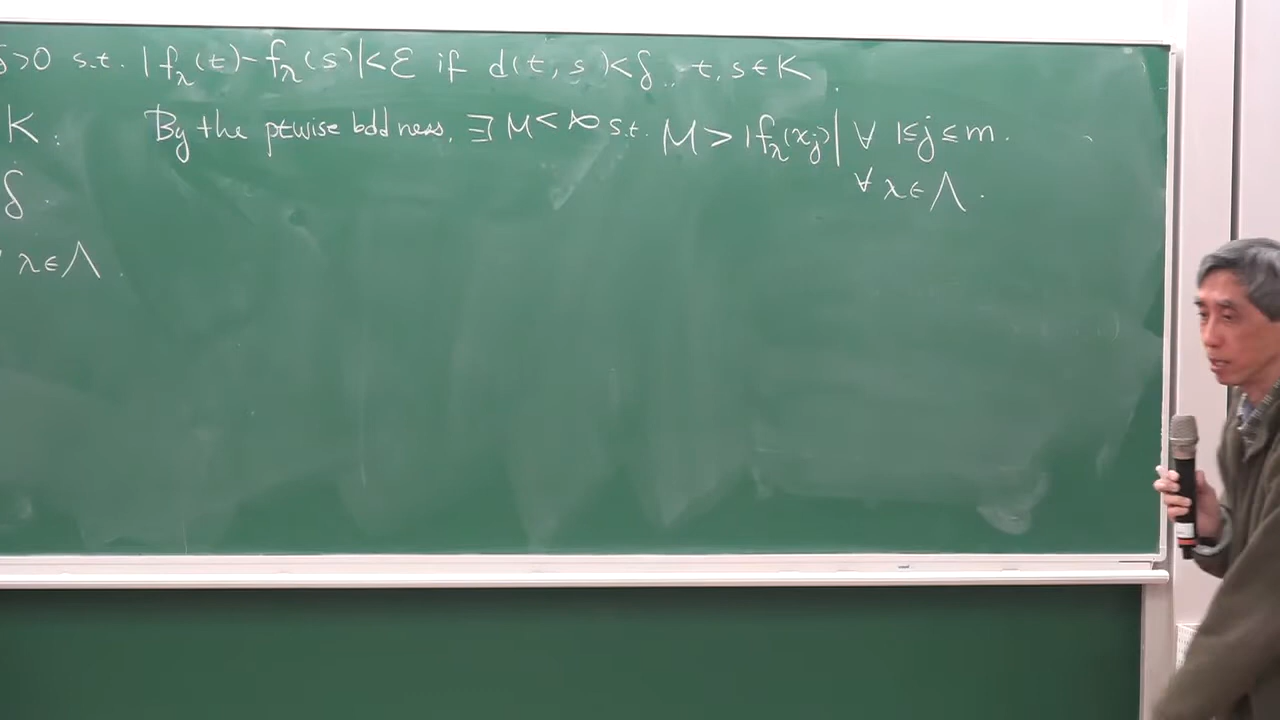 δ>0 s.t. |f_λ(t)-f_λ(s)|<ε if d(t,s)<δ, t,s∈K
K. By the ptwise bddness, ∃ M<∞ s.t. M>|f_λ(x_j)| ∀ 1≤j≤m.
δ. ∀ λ∈Λ.
λ∈Λ.